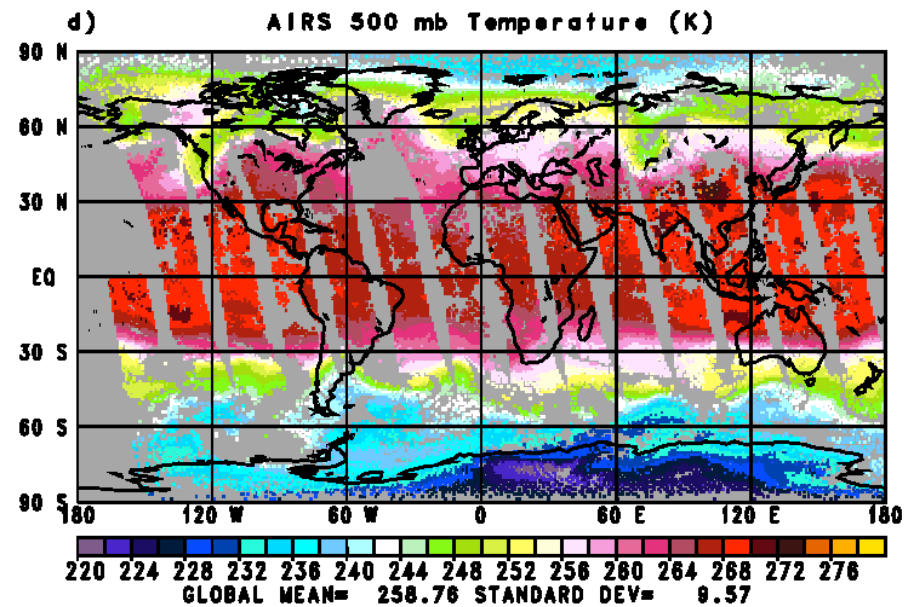 d) AIRS 500 mb Temperature (K)
90 N
60 N
30 N
EQ
30 S
60 S
90 S
180 120 W 60 W 0 60 E 120 E 180
220 224 228 232 236 240 244 248 252 256 260 264 268 272 276
GLOBAL MEAN= 258.76 STANDARD DEV= 9.57